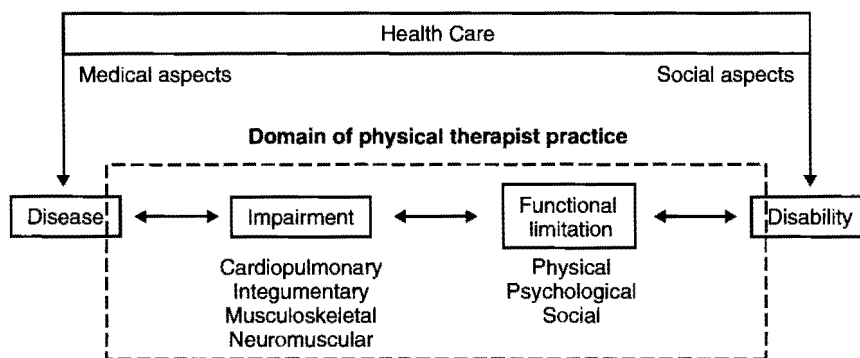 Health Care
Medical aspects
Social aspects
Domain of physical therapist practice
Disease
Impairment
Functional
limitation
Disability
Cardiopulmonary
Integumentary
Musculoskeletal
Neuromuscular
Physical
Psychological
Social